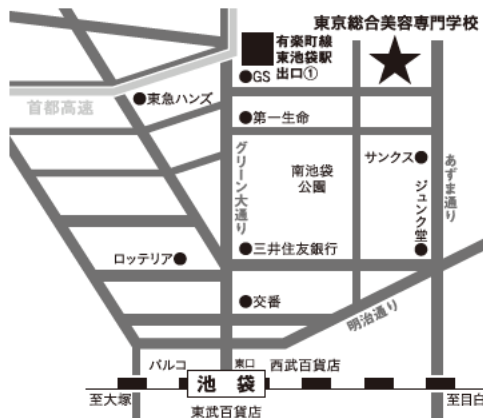 東京総合美容専門学校
有楽町線
東池袋駅
出口①
●GS
首都高速
●東急ハンズ
●第一生命
グリーン大通り
南池袋
公園
サンクス●
あずま通り
ジュンク堂
●三井住友銀行
ロッテリア●
●交番
明治通り
パルコ
東口
西武百貨店
池袋
至大塚
至目白
東武百貨店